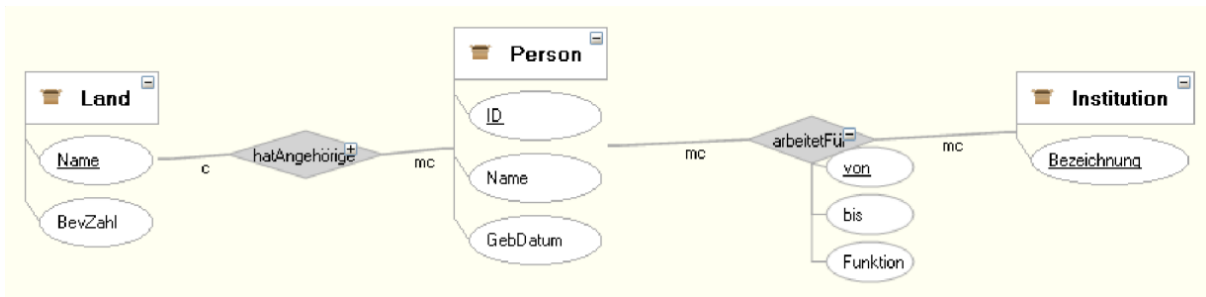 Land
Name
BevZahl
c
hatAngehörige
mc
Person
ID
Name
GebDatum
mc
arbeitetFür
von
bis
Funktion
mc
Institution
Bezeichnung